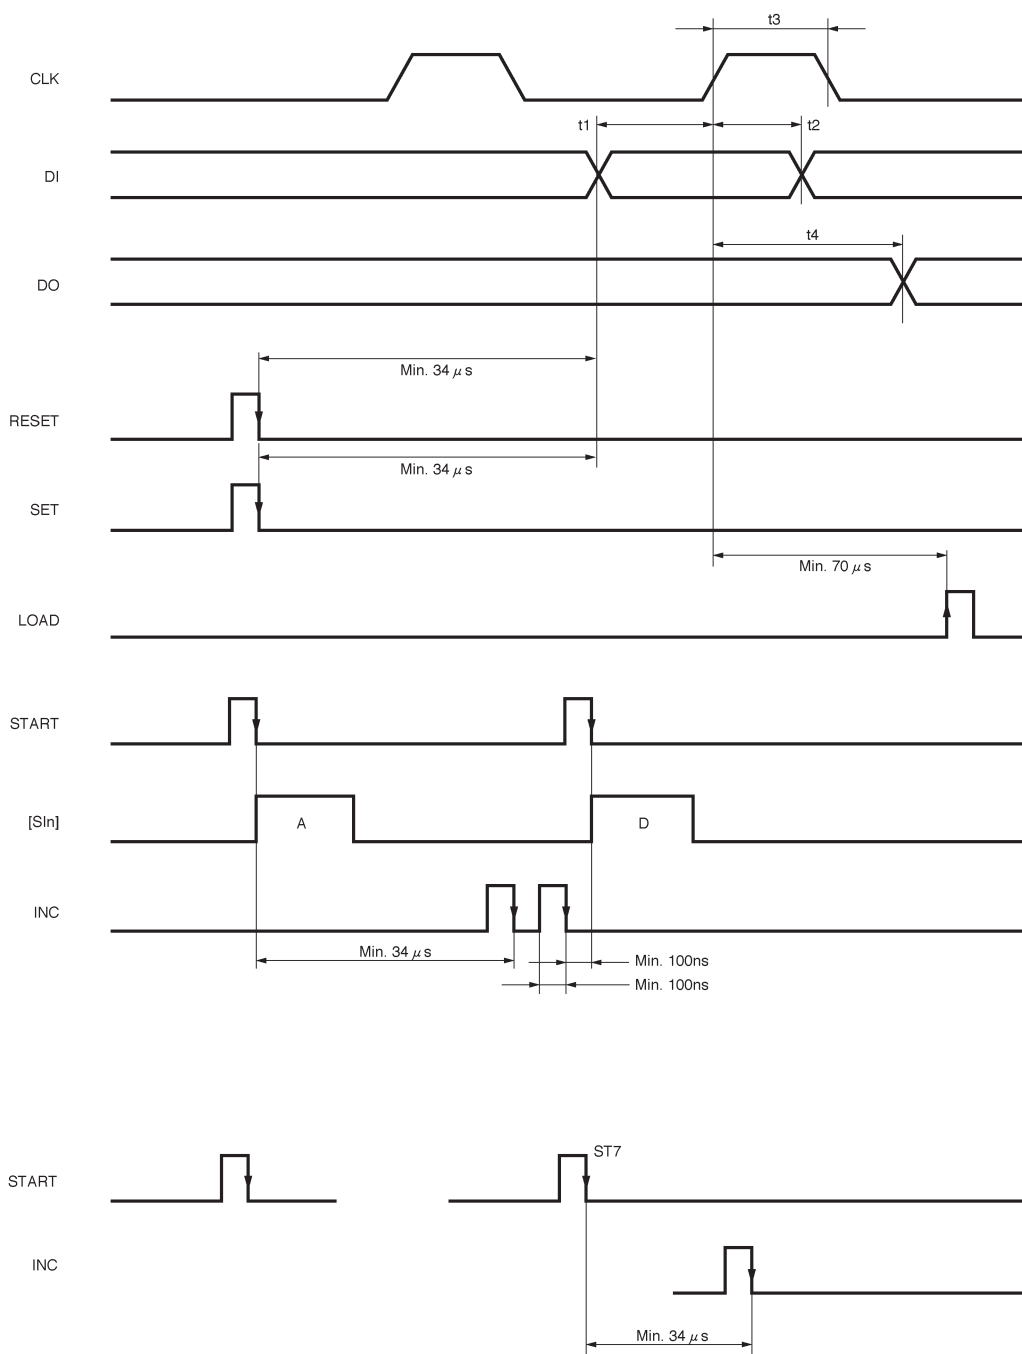 t3
CLK
t1
t2
DI
t4
DO
Min. 34 μs
RESET
Min. 34 μs
SET
Min. 70 μs
LOAD
START
[SIn]
A
D
INC
Min. 34 μs
Min. 100ns
Min. 100ns
ST7
START
INC
Min. 34 μs